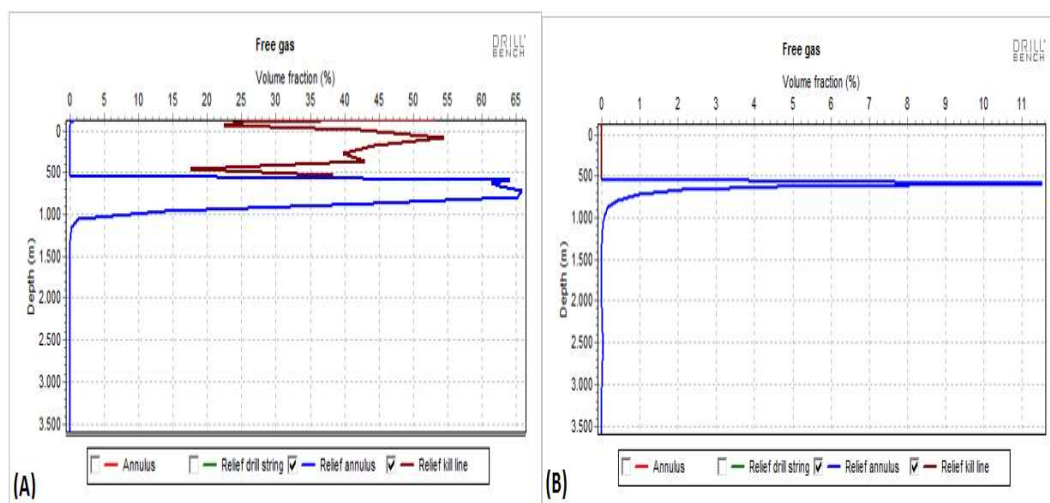 Free gas
DRILL
BENCH
Volume fraction (%)
0 5 10 15 20 25 30 35 40 45 50 55 60 65
0
500
1.000
1.500
2.000
2.500
3.000
3.500
Depth (m)
Annulus Relief drill string Relief annulus Relief kill line
(A)
Free gas
DRILL
BENCH
Volume fraction (%)
0 1 2 3 4 5 6 7 8 9 10 11
0
500
1.000
1.500
2.000
2.500
3.000
3.500
Depth (m)
Annulus Relief drill string Relief annulus Relief kill line
(B)